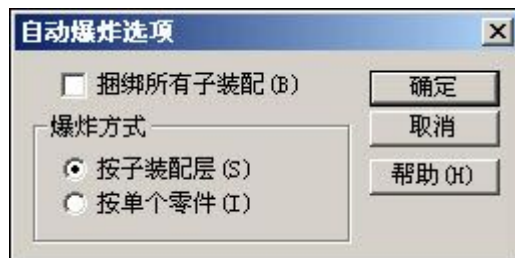 自动爆炸选项
捆绑所有子装配(B)
确定
爆炸方式
取消
按子装配层(S)
帮助(H)
按单个零件(I)